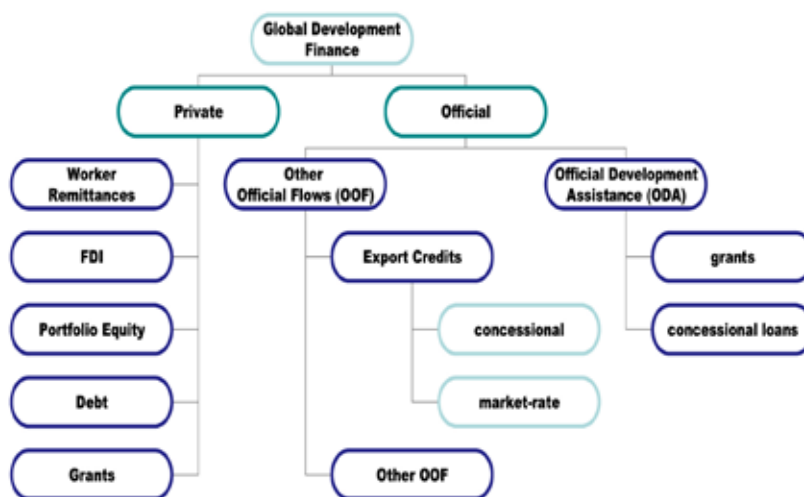 Global Development
Finance
Private
Official
Worker
Remittances
Other
Official Flows (OOF)
Official Development
Assistance (ODA)
FDI
Export Credits
grants
Portfolio Equity
concessional
concessional loans
Debt
market-rate
Grants
Other OOF